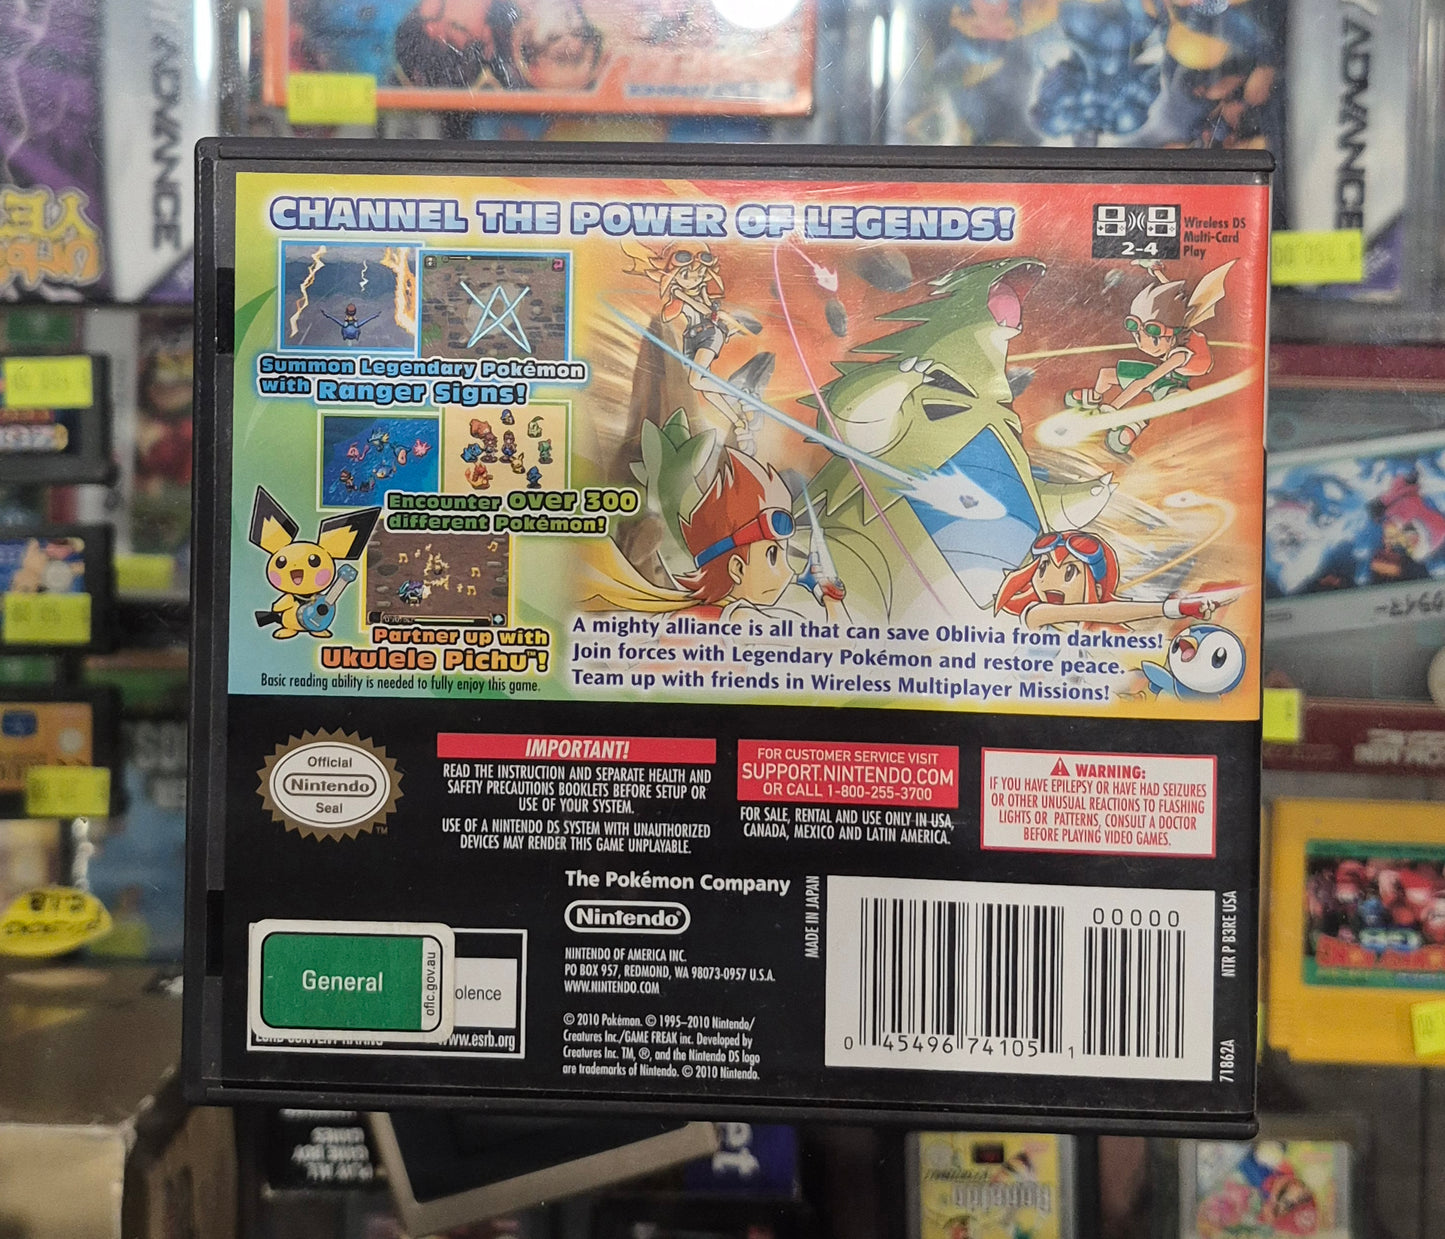 CHANNEL THE POWER OF LEGENDS!
2-4
Wireless DS
Multi-Card
Play
Summon Legendary Pokémon
with Ranger Signs!
Encounter over 300
different Pokémon!
Partner up with
Ukulele Pichu™!
Basic reading ability is needed to fully enjoy this game.
A mighty alliance is all that can save Oblivia from darkness!
Join forces with Legendary Pokémon and restore peace.
Team up with friends in Wireless Multiplayer Missions!
Official
Nintendo
Seal
TM
IMPORTANT!
READ THE INSTRUCTION AND SEPARATE HEALTH AND
SAFETY PRECAUTIONS BOOKLETS BEFORE SETUP OR
USE OF YOUR SYSTEM.
USE OF A NINTENDO DS SYSTEM WITH UNAUTHORIZED
DEVICES MAY RENDER THIS GAME UNPLAYABLE.
FOR CUSTOMER SERVICE VISIT
SUPPORT.NINTENDO.COM
OR CALL 1-800-255-3700
FOR SALE, RENTAL AND USE ONLY IN USA,
CANADA, MEXICO AND LATIN AMERICA.
WARNING:
IF YOU HAVE EPILEPSY OR HAVE HAD SEIZURES
OR OTHER UNUSUAL REACTIONS TO FLASHING
LIGHTS OR PATTERNS, CONSULT A DOCTOR
BEFORE PLAYING VIDEO GAMES.
General
oflc.gov.au
olence
www.esrb.org
The Pokémon Company
Nintendo®
NINTENDO OF AMERICA INC.
PO BOX 957, REDMOND, WA 98073-0957 U.S.A.
WWW.NINTENDO.COM
© 2010 Pokémon. © 1995–2010 Nintendo/
Creatures Inc./GAME FREAK inc. Developed by
Creatures Inc. TM, ®, and the Nintendo DS logo
are trademarks of Nintendo. © 2010 Nintendo.
MADE IN JAPAN
00000
0 45496 74105 1
NTR P B3RE USA
71862A
ADVANCE
ADVANCE